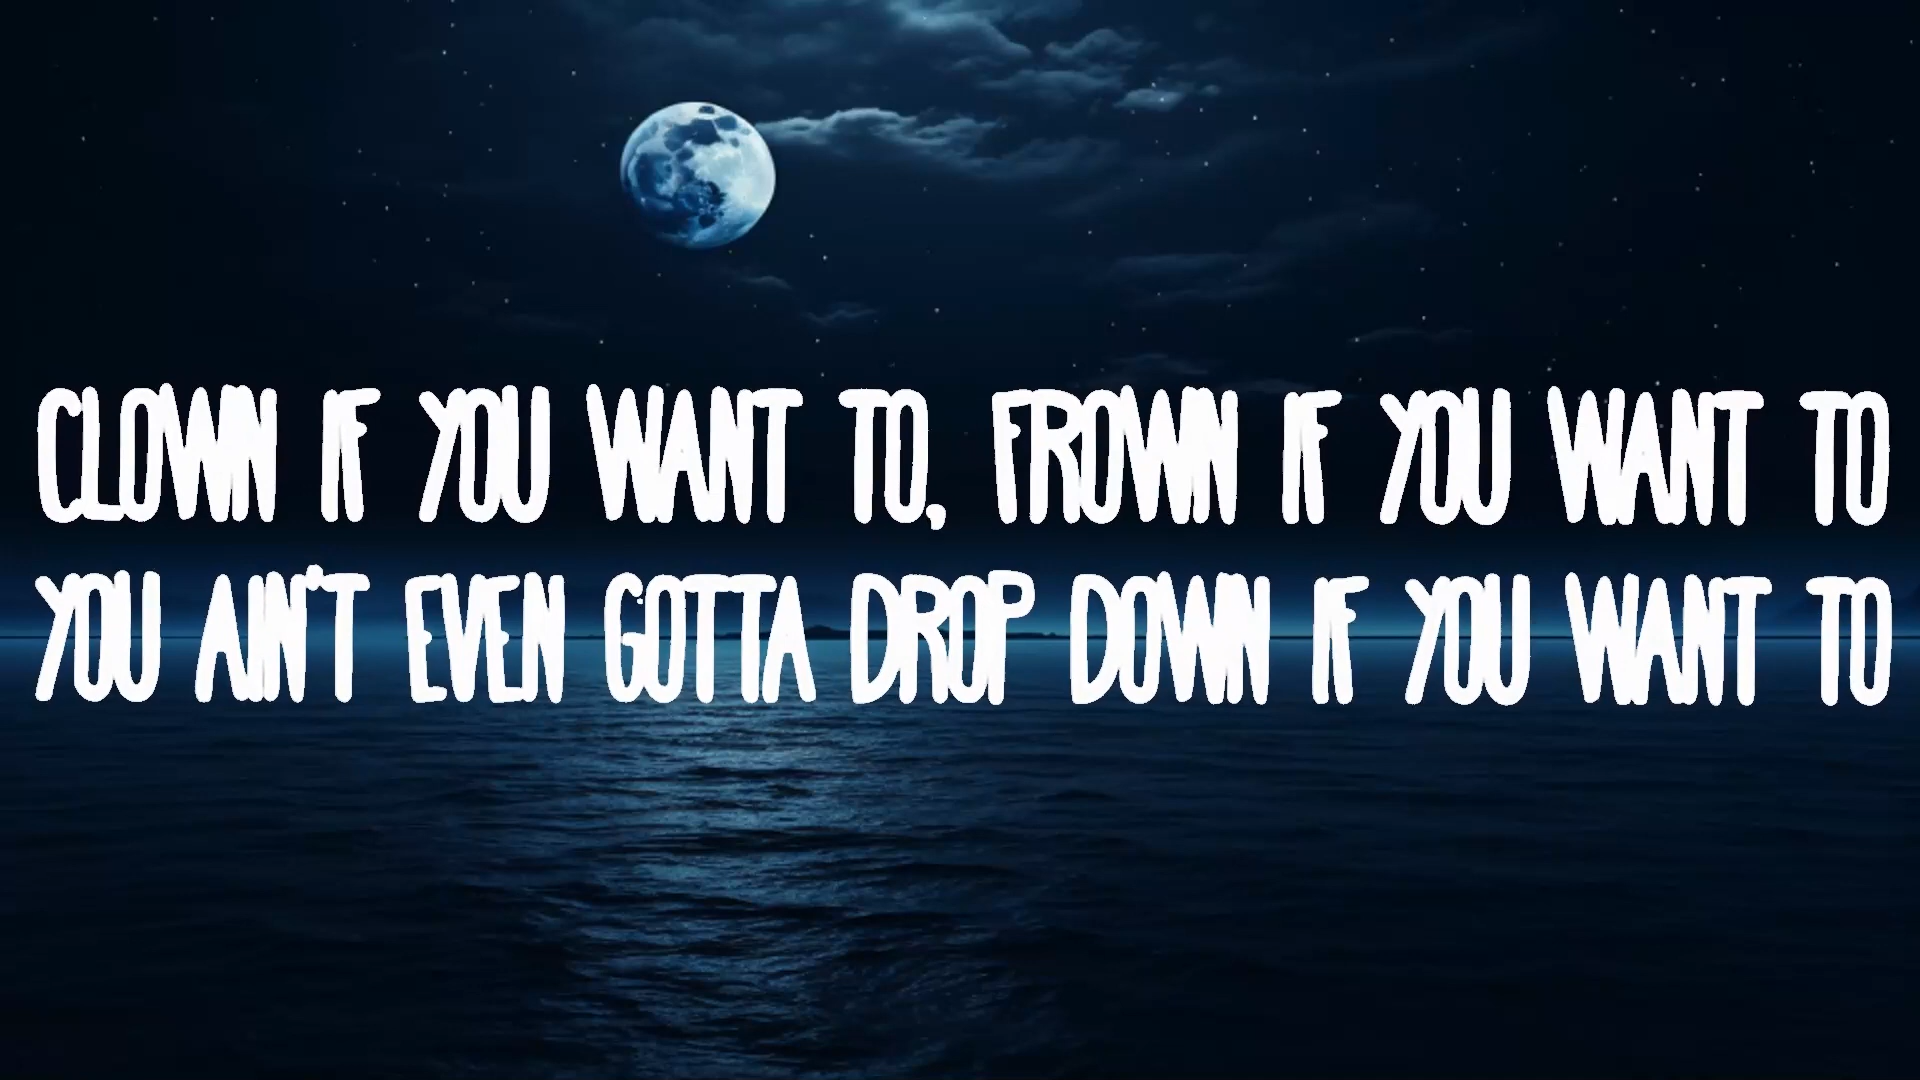 CLOWN IF YOU WANT TO, FROWN IF YOU WANT TO
YOU AIN'T EVEN GOTTA DROP DOWN IF YOU WANT TO